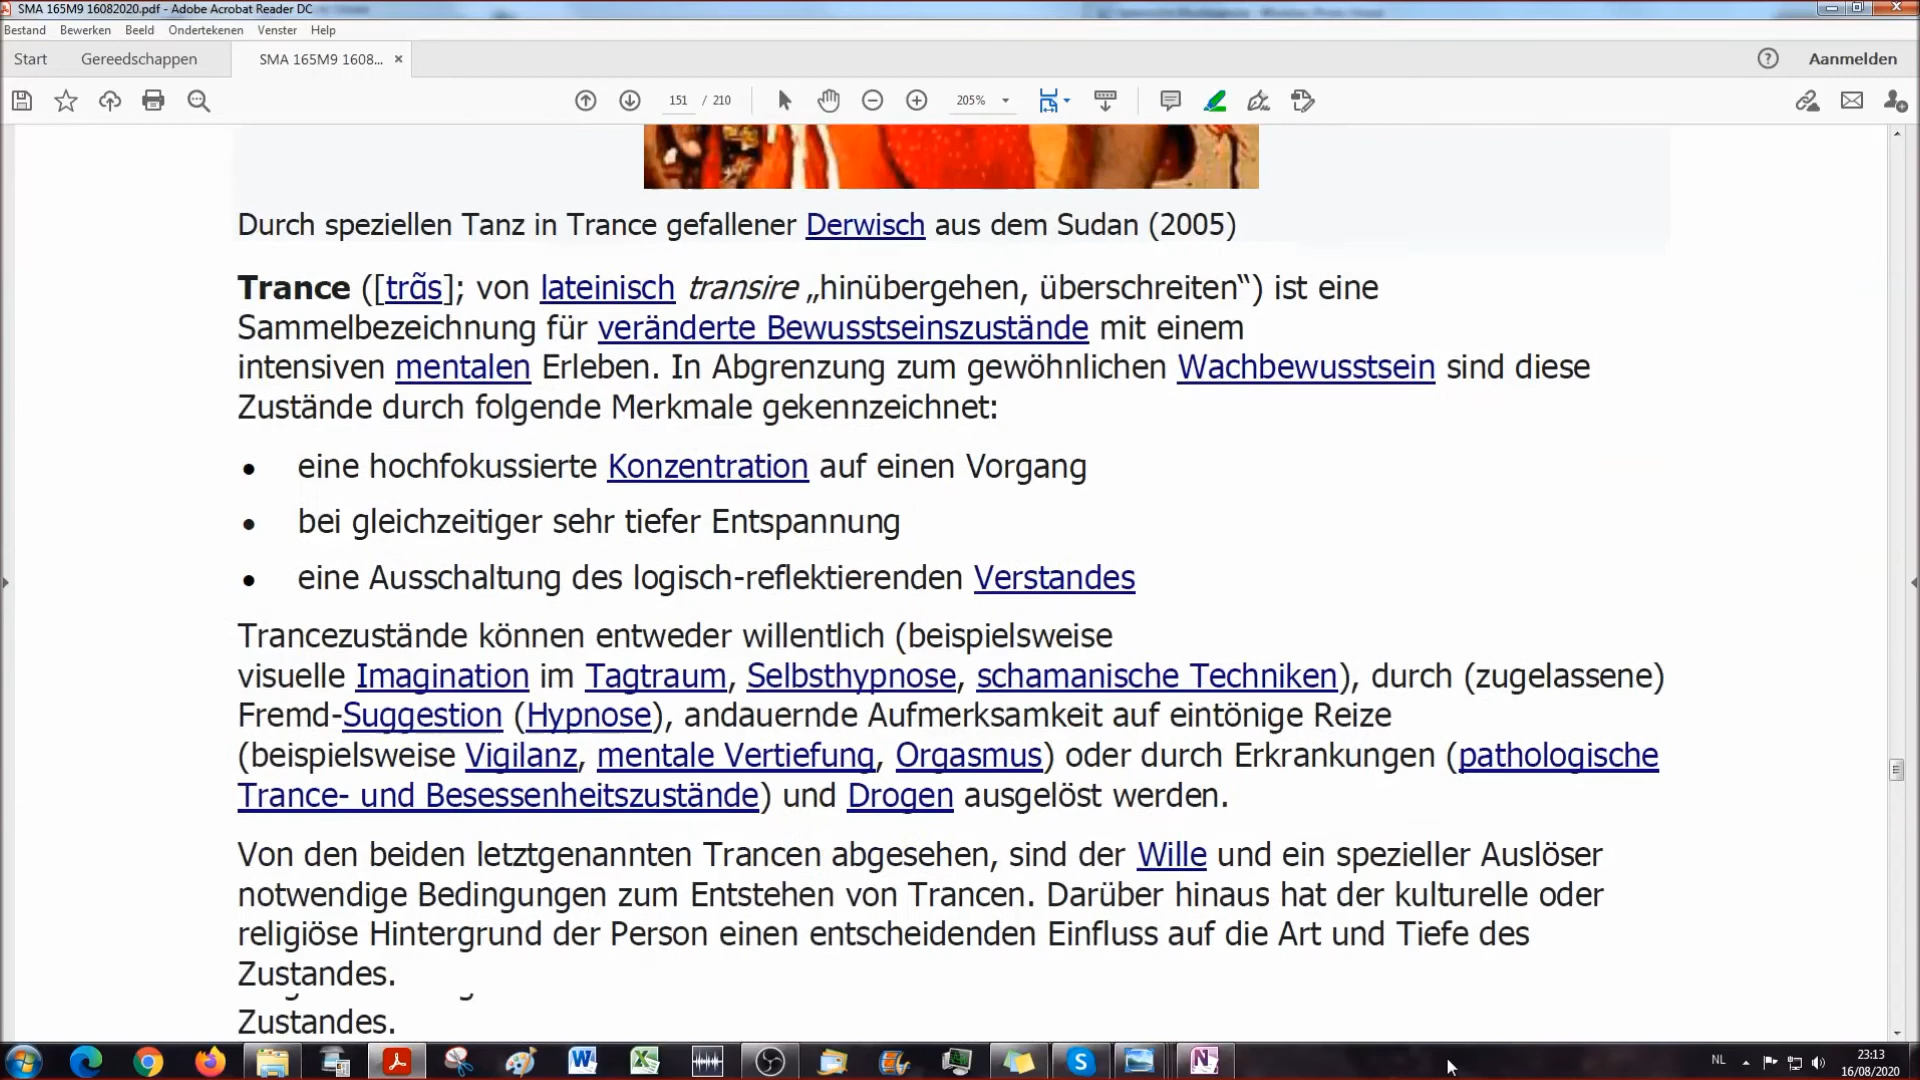 SMA 165M9 16082020.pdf - Adobe Acrobat Reader DC
Bestand Bewerken Beeld Ondertekenen Venster Help
Start Gereedschappen SMA 165M9 1608... × ? Aanmelden
151 / 210 205%
Durch speziellen Tanz in Trance gefallener Derwisch aus dem Sudan (2005)
Trance ([trɑ̃s]; von lateinisch transire „hinübergehen, überschreiten“) ist eine
Sammelbezeichnung für veränderte Bewusstseinszustände mit einem
intensiven mentalen Erleben. In Abgrenzung zum gewöhnlichen Wachbewusstsein sind diese
Zustände durch folgende Merkmale gekennzeichnet:
• eine hochfokussierte Konzentration auf einen Vorgang
• bei gleichzeitiger sehr tiefer Entspannung
• eine Ausschaltung des logisch-reflektierenden Verstandes
Trancezustände können entweder willentlich (beispielsweise
visuelle Imagination im Tagtraum, Selbsthypnose, schamanische Techniken), durch (zugelassene)
Fremd-Suggestion (Hypnose), andauernde Aufmerksamkeit auf eintönige Reize
(beispielsweise Vigilanz, mentale Vertiefung, Orgasmus) oder durch Erkrankungen (pathologische
Trance- und Besessenheitszustände) und Drogen ausgelöst werden.
Von den beiden letztgenannten Trancen abgesehen, sind der Wille und ein spezieller Auslöser
notwendige Bedingungen zum Entstehen von Trancen. Darüber hinaus hat der kulturelle oder
religiöse Hintergrund der Person einen entscheidenden Einfluss auf die Art und Tiefe des
Zustandes.
Zustandes.
NL 23:13
16/08/2020